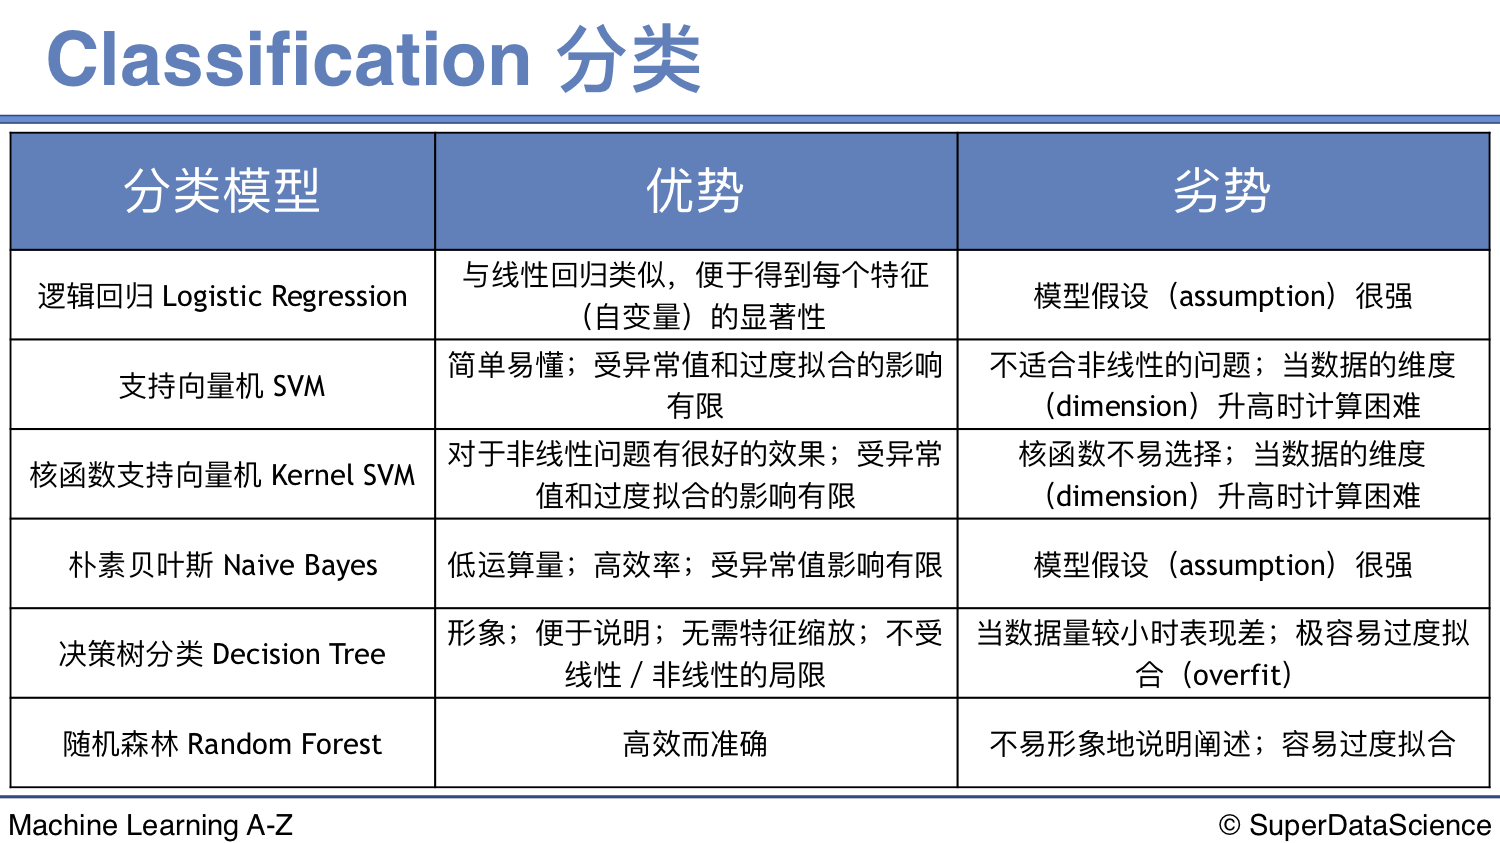 Classification 分类
分类模型
优势
劣势
逻辑回归 Logistic Regression
与线性回归类似，便于得到每个特征
（自变量）的显著性
模型假设（assumption）很强
支持向量机 SVM
简单易懂；受异常值和过度拟合的影响
有限
不适合非线性的问题；当数据的维度
（dimension）升高时计算困难
核函数支持向量机 Kernel SVM
对于非线性问题有很好的效果；受异常
值和过度拟合的影响有限
核函数不易选择；当数据的维度
（dimension）升高时计算困难
朴素贝叶斯 Naive Bayes
低运算量；高效率；受异常值影响有限
模型假设（assumption）很强
决策树分类 Decision Tree
形象；便于说明；无需特征缩放；不受
线性 / 非线性的局限
当数据量较小时表现差；极容易过度拟
合（overfit）
随机森林 Random Forest
高效而准确
不易形象地说明阐述；容易过度拟合
Machine Learning A-Z
© SuperDataScience